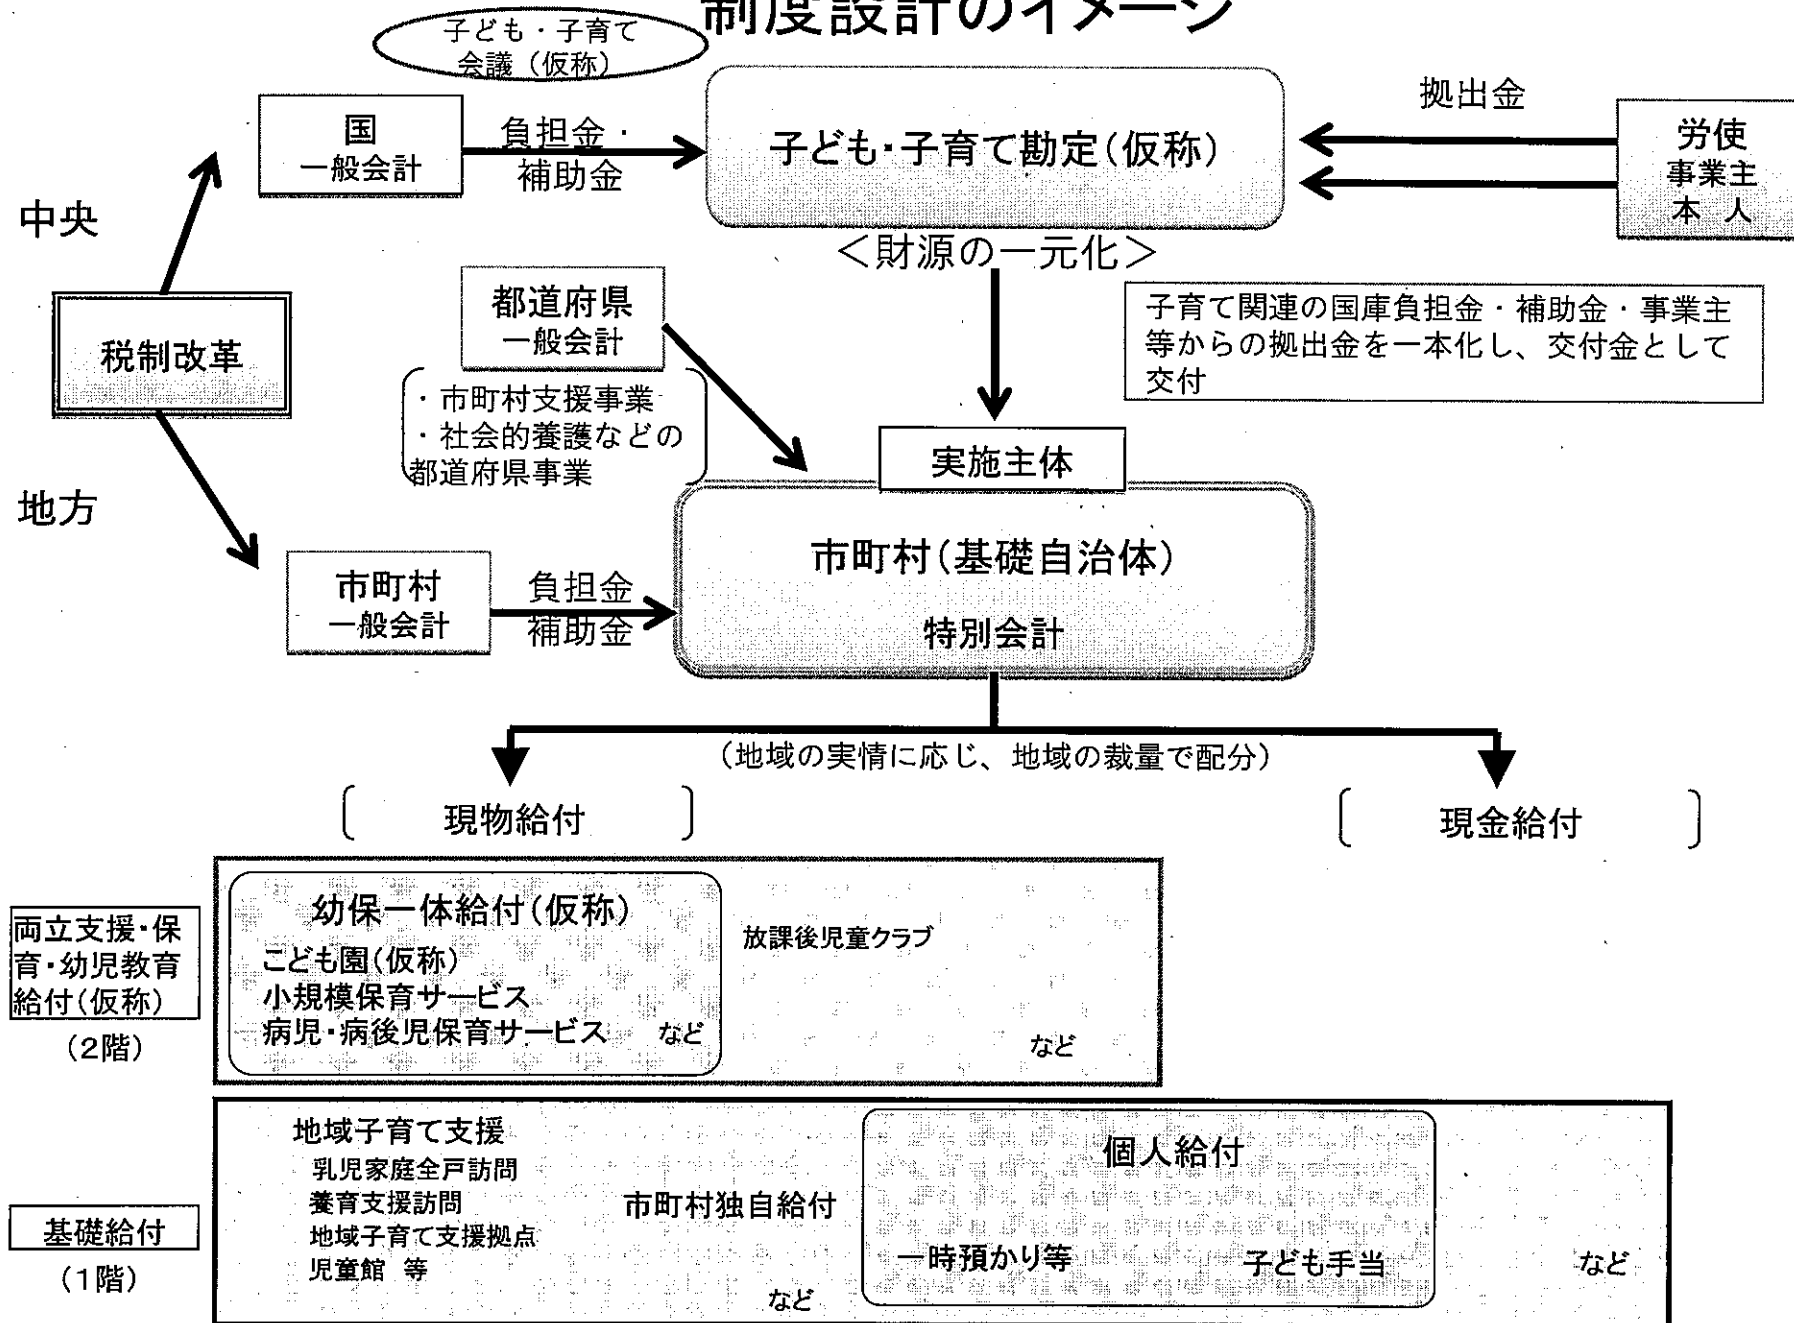 制度設計のイメージ
子ども・子育て
会議（仮称）
国
一般会計
負担金・
補助金
子ども・子育て勘定（仮称）
拠出金
労使
事業主
本　人
中央
＜財源の一元化＞
都道府県
一般会計
子育て関連の国庫負担金・補助金・事業主
等からの拠出金を一本化し、交付金として
交付
税制改革
・市町村支援事業
・社会的養護などの
都道府県事業
実施主体
地方
市町村（基礎自治体）
特別会計
市町村
一般会計
負担金
補助金
（地域の実情に応じ、地域の裁量で配分）
現物給付
現金給付
両立支援・保
育・幼児教育
給付（仮称）
（2階）
幼保一体給付（仮称）
こども園（仮称）
小規模保育サービス
病児・病後児保育サービス　など
放課後児童クラブ
など
基礎給付
（1階）
地域子育て支援
乳児家庭全戸訪問
養育支援訪問
地域子育て支援拠点
児童館　等
市町村独自給付
など
個人給付
一時預かり等
子ども手当
など